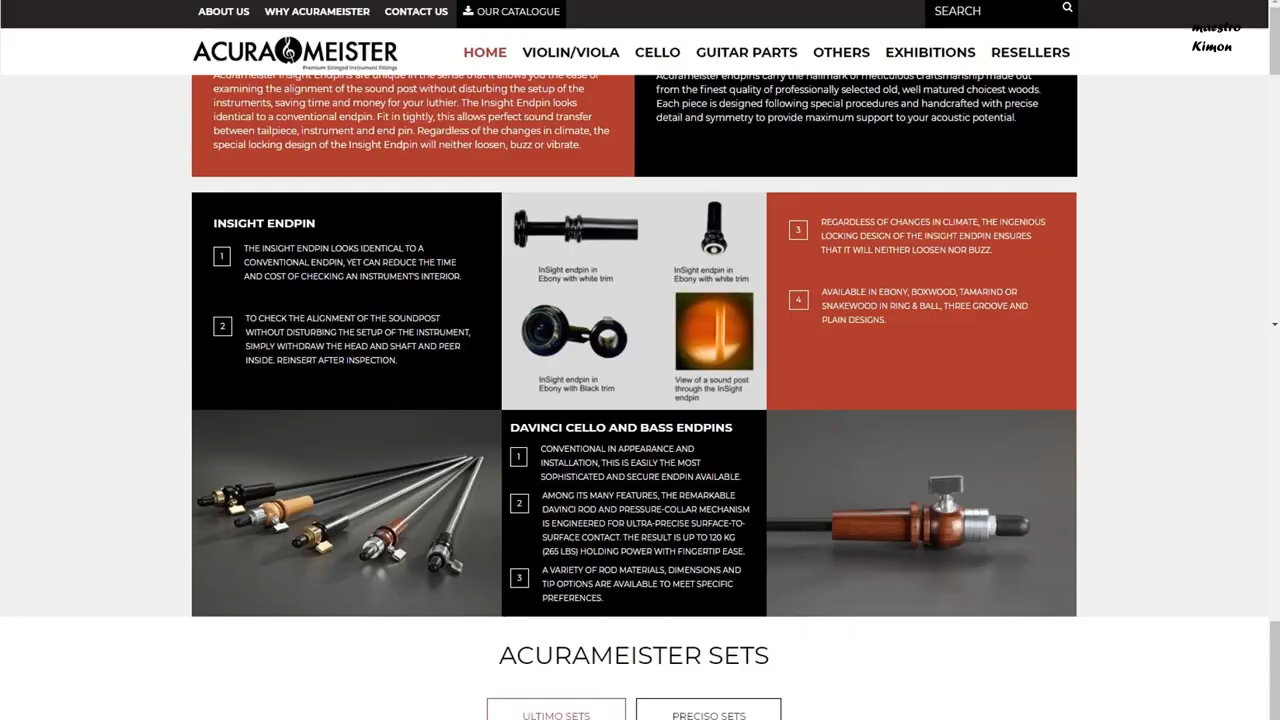 ABOUT US WHY ACURAMEISTER CONTACT US OUR CATALOGUE SEARCH
maestro
Kimon
ACURA MEISTER
Premium Stringed Instrument Fittings
HOME VIOLIN/VIOLA CELLO GUITAR PARTS OTHERS EXHIBITIONS RESELLERS
Acurameister Insight Endpins are unique in the sense that it allows you the ease of
examining the alignment of the sound post without disturbing the setup of the
instruments, saving time and money for your luthier. The Insight Endpin looks
identical to a conventional endpin. Fit in tightly, this allows perfect sound transfer
between tailpiece, instrument and end pin. Regardless of the changes in climate, the
special locking design of the Insight Endpin will neither loosen, buzz or vibrate.
Acurameister endpins carry the hallmark of meticulous craftsmanship made out
from the finest quality of professionally selected old, well matured choicest woods.
Each piece is designed following special procedures and handcrafted with precise
detail and symmetry to provide maximum support to your acoustic potential.
INSIGHT ENDPIN
1 THE INSIGHT ENDPIN LOOKS IDENTICAL TO A
CONVENTIONAL ENDPIN, YET CAN REDUCE THE TIME
AND COST OF CHECKING AN INSTRUMENT'S INTERIOR.
2 TO CHECK THE ALIGNMENT OF THE SOUNDPOST
WITHOUT DISTURBING THE SETUP OF THE INSTRUMENT,
SIMPLY WITHDRAW THE HEAD AND SHAFT AND PEER
INSIDE. REINSERT AFTER INSPECTION.
InSight endpin in
Ebony with white trim
InSight endpin in
Ebony with white trim
InSight endpin in
Ebony with Black trim
View of a sound post
through the InSight
endpin
3 REGARDLESS OF CHANGES IN CLIMATE, THE INGENIOUS
LOCKING DESIGN OF THE INSIGHT ENDPIN ENSURES
THAT IT WILL NEITHER LOOSEN NOR BUZZ.
4 AVAILABLE IN EBONY, BOXWOOD, TAMARIND OR
SNAKEWOOD IN RING & BALL, THREE GROOVE AND
PLAIN DESIGNS.
DAVINCI CELLO AND BASS ENDPINS
1 CONVENTIONAL IN APPEARANCE AND
INSTALLATION, THIS IS EASILY THE MOST
SOPHISTICATED AND SECURE ENDPIN AVAILABLE.
2 AMONG ITS MANY FEATURES, THE REMARKABLE
DAVINCI ROD AND PRESSURE-COLLAR MECHANISM
IS ENGINEERED FOR ULTRA-PRECISE SURFACE-TO-
SURFACE CONTACT. THE RESULT IS UP TO 120 KG
(265 LBS) HOLDING POWER WITH FINGERTIP EASE.
3 A VARIETY OF ROD MATERIALS, DIMENSIONS AND
TIP OPTIONS ARE AVAILABLE TO MEET SPECIFIC
PREFERENCES.
ACURAMEISTER SETS
ULTIMO SETS PRECISO SETS